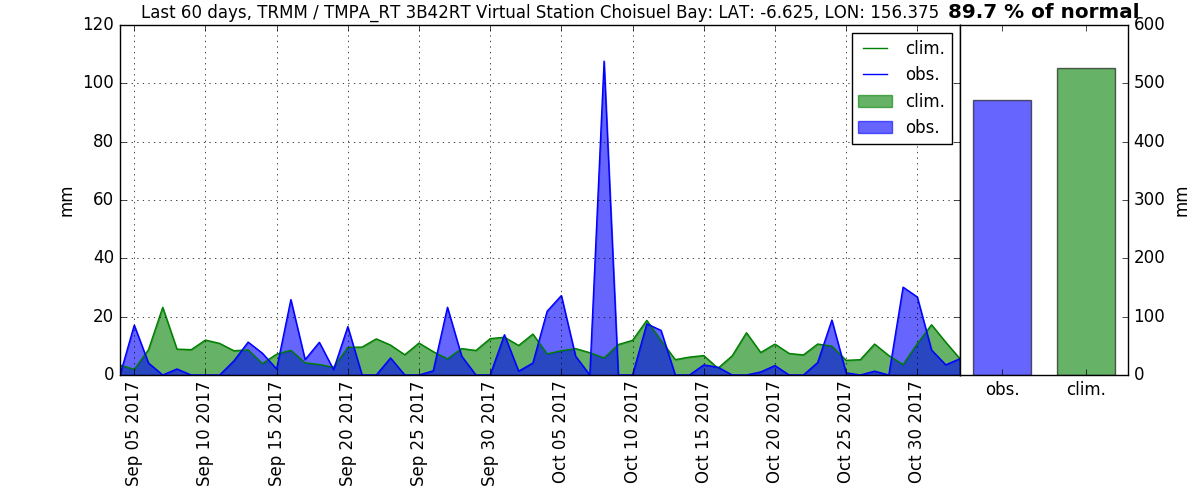 Last 60 days, TRMM / TMPA_RT 3B42RT Virtual Station Choisuel Bay: LAT: -6.625, LON: 156.375 89.7 % of normal
120
100
80
60
40
20
0
mm
clim.
obs.
clim.
obs.
600
500
400
300
200
100
0
mm
obs. clim.
Sep 05 2017
Sep 10 2017
Sep 15 2017
Sep 20 2017
Sep 25 2017
Sep 30 2017
Oct 05 2017
Oct 10 2017
Oct 15 2017
Oct 20 2017
Oct 25 2017
Oct 30 2017